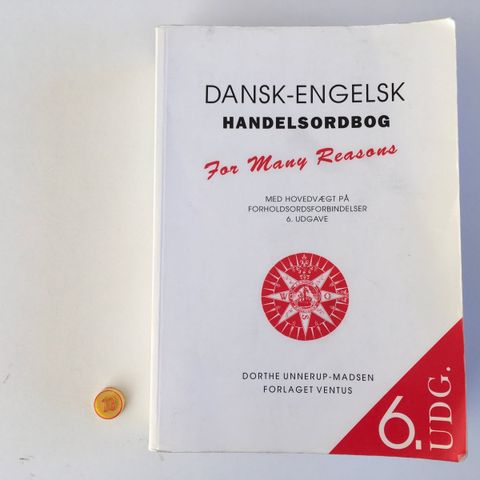 DANSK-ENGELSK
HANDELSORDBOG
For Many Reasons
MED HOVEDVÆGT PÅ
FORHOLDSORDSFORBINDELSER
6. UDGAVE
W
O
S
DORTHE UNNERUP-MADSEN
FORLAGET VENTUS
6.
UDG.